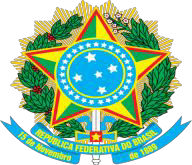 REPÚBLICA FEDERATIVA DO BRASIL
15 de Novembro
de 1889